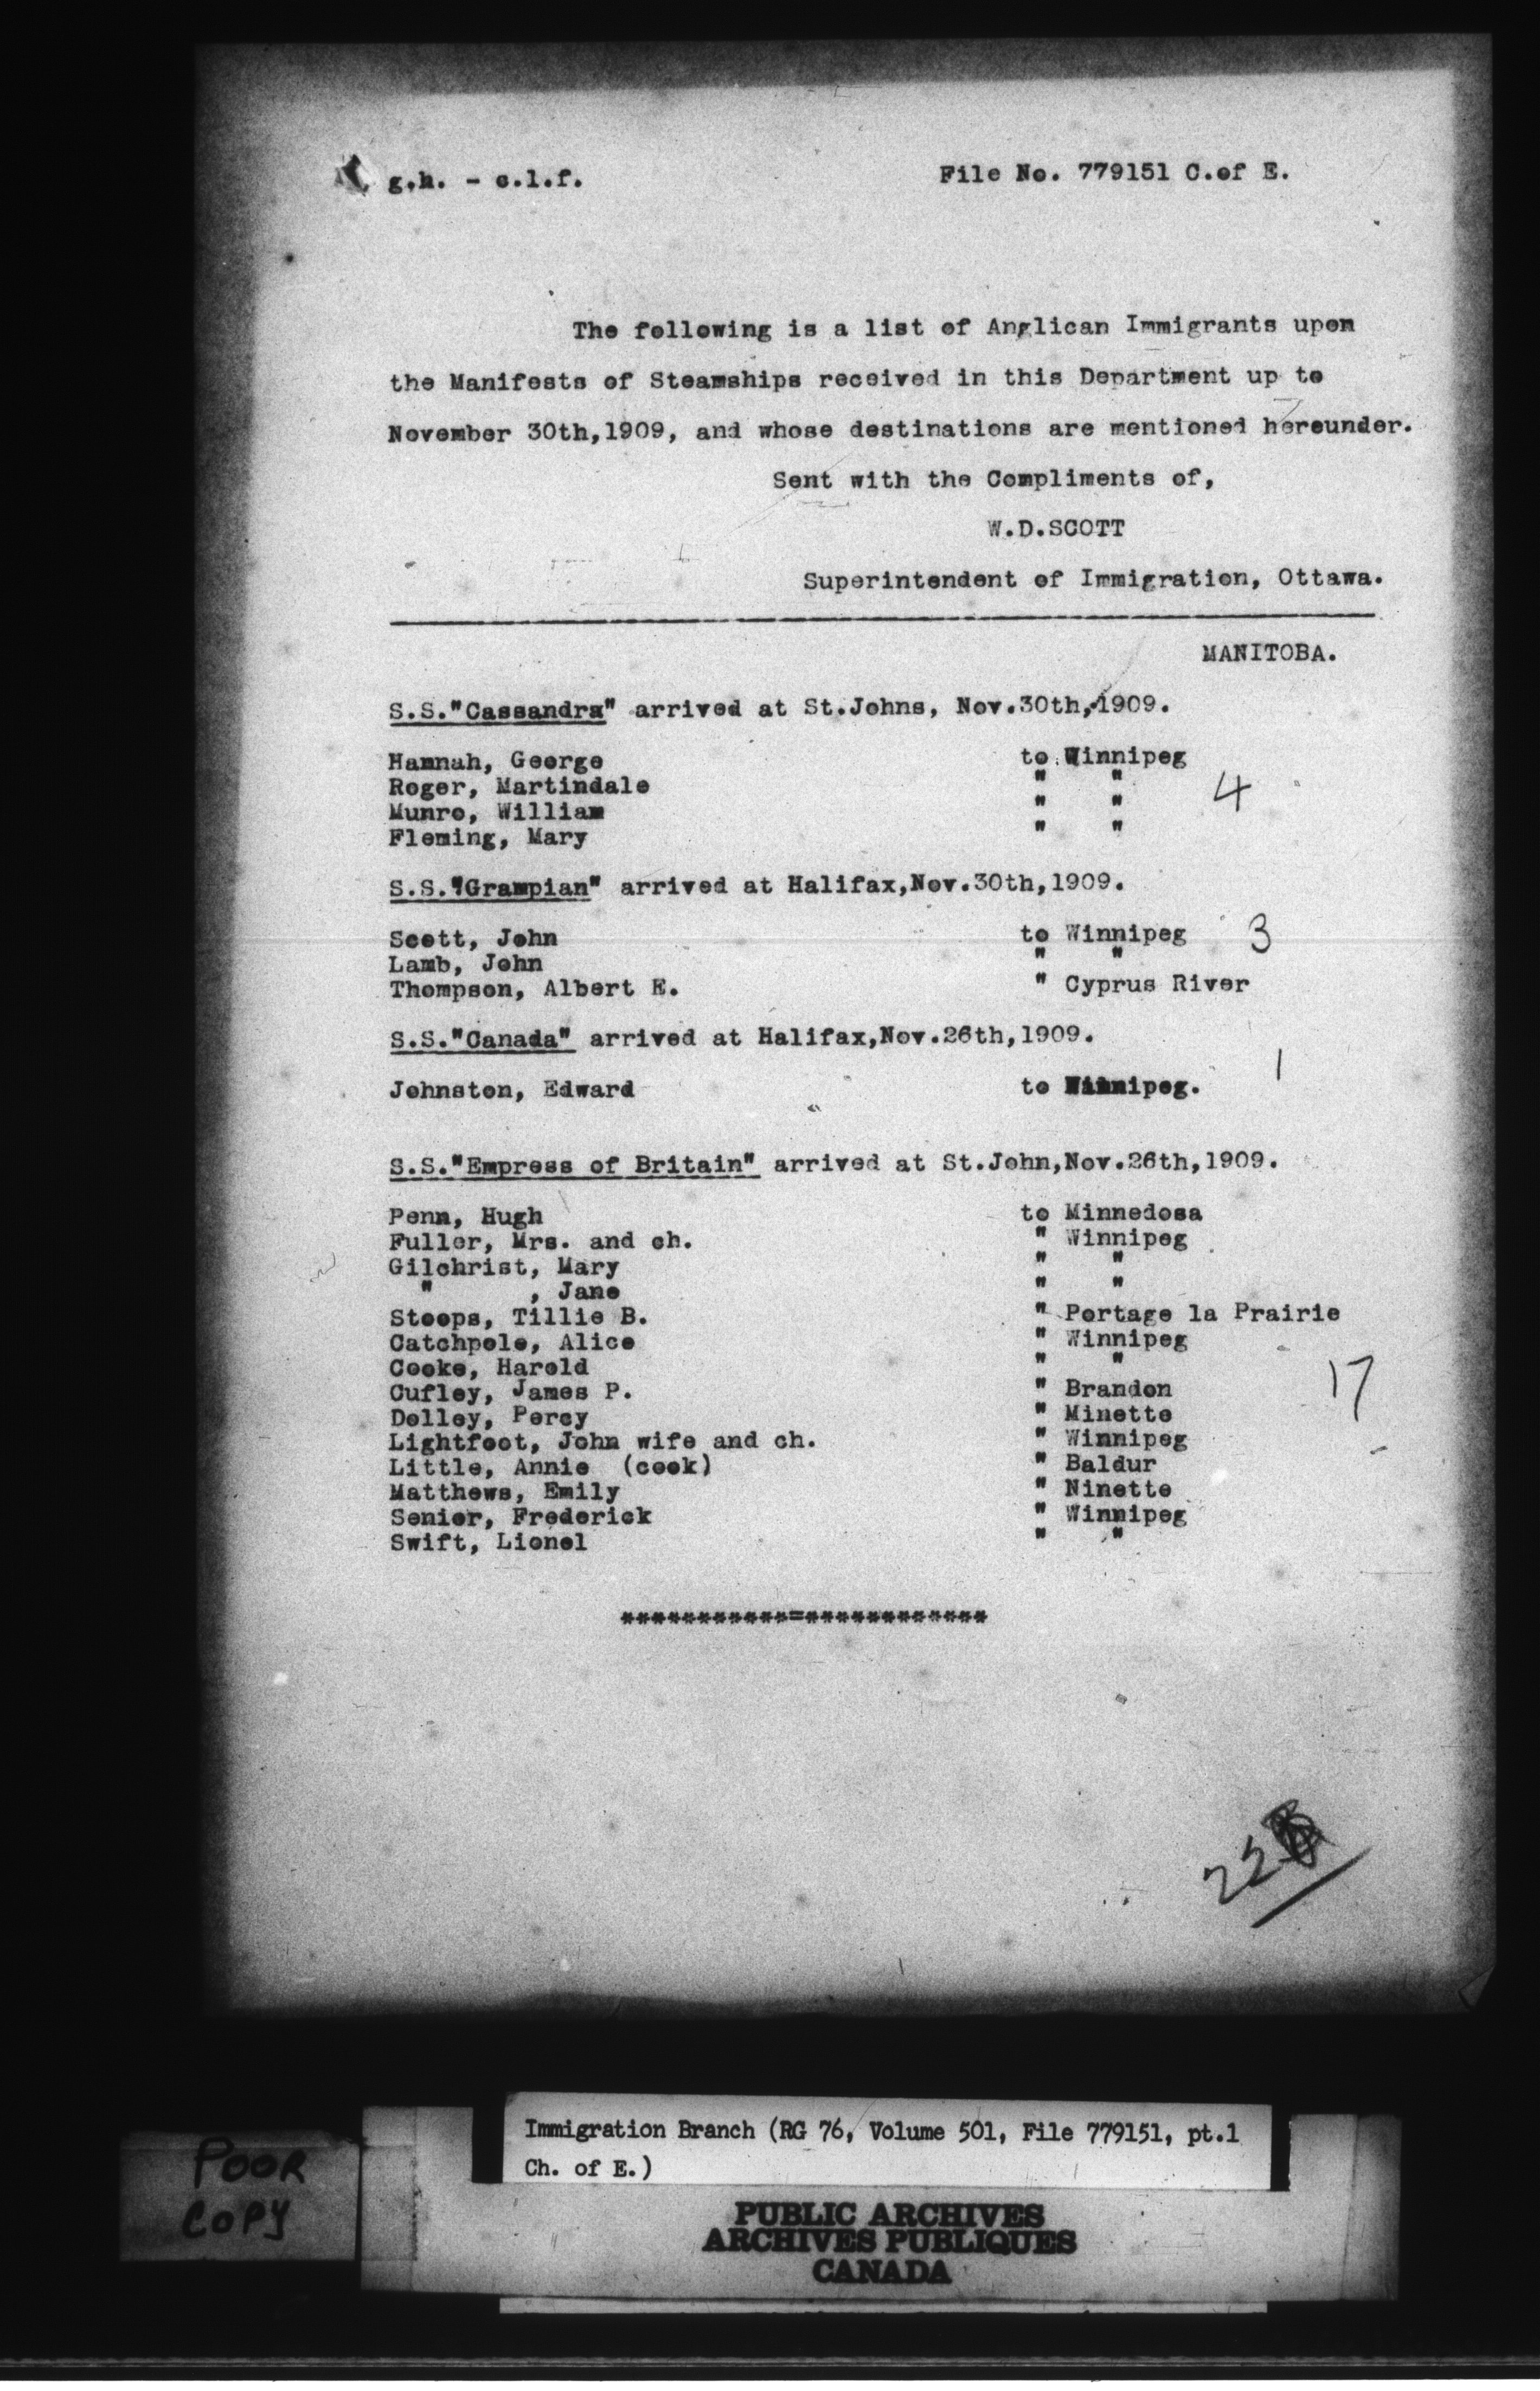 g.h. - c.l.f.
File No. 779151 C.of E.
The following is a list of Anglican Immigrants upon
the Manifests of Steamships received in this Department up to
November 30th,1909, and whose destinations are mentioned hereunder.
Sent with the Compliments of,
W.D.SCOTT
Superintendent of Immigration, Ottawa.
MANITOBA.
S.S."Cassandra" arrived at St.Johns, Nov.30th,1909.
Hannah, George to Winnipeg
Roger, Martindale " "
4
Munro, William " "
Fleming, Mary " "
S.S."Grampian" arrived at Halifax,Nov.30th,1909.
Scott, John to Winnipeg 3
Lamb, John " "
Thompson, Albert E. " Cyprus River
S.S."Canada" arrived at Halifax,Nov.26th,1909.
1
Johnston, Edward to Winnipeg.
S.S."Empress of Britain" arrived at St.John,Nov.26th,1909.
Penn, Hugh to Minnedosa
Fuller, Mrs. and ch. " Winnipeg
Gilchrist, Mary " "
" , Jane " "
Stoops, Tillie B. " Portage la Prairie
Catchpole, Alice " Winnipeg
Cooke, Harold " "
17
Cufley, James P. " Brandon
Dolley, Percy " Minette
Lightfoot, John wife and ch. " Winnipeg
Little, Annie (cook) " Baldur
Matthews, Emily " Ninette
Senior, Frederick " Winnipeg
Swift, Lionel " "
***********=************
22
POOR
COPY
Immigration Branch (RG 76, Volume 501, File 779151, pt.1
Ch. of E.)
PUBLIC ARCHIVES
ARCHIVES PUBLIQUES
CANADA